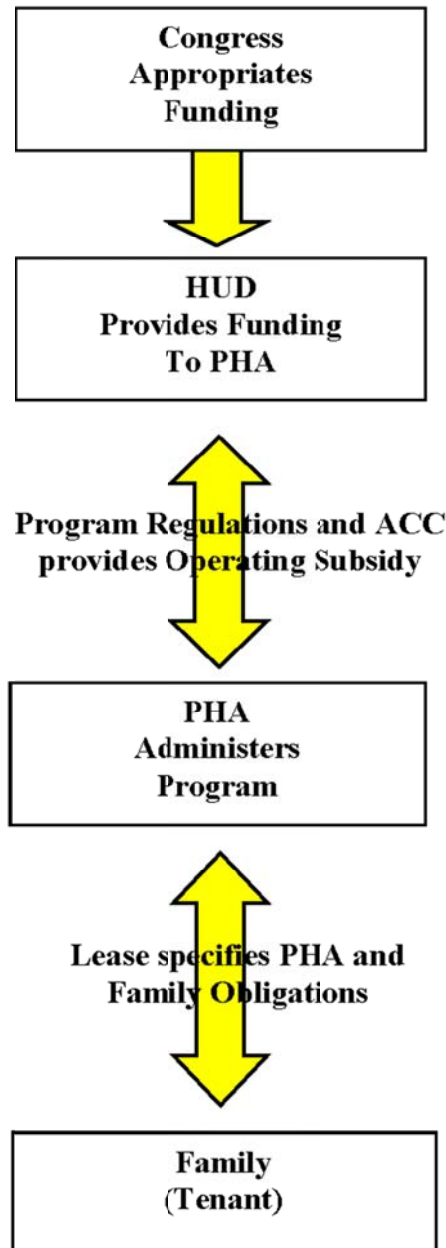 Congress
Appropriates
Funding
HUD
Provides Funding
To PHA
Program Regulations and ACC
provides Operating Subsidy
PHA
Administers
Program
Lease specifies PHA and
Family Obligations
Family
(Tenant)